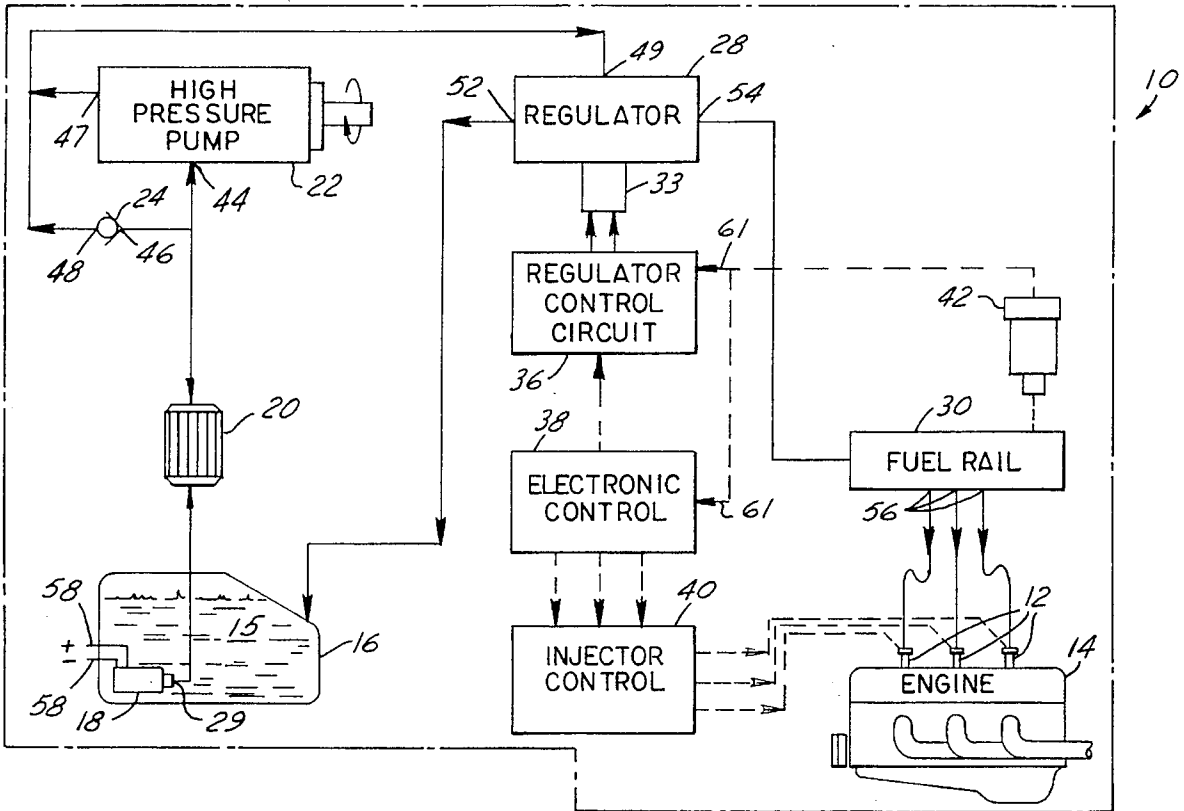 49
28
10
HIGH
PRESSURE
PUMP
47
52
REGULATOR
54
22
44
24
33
48
46
61
REGULATOR
CONTROL
CIRCUIT
42
36
20
38
30
FUEL RAIL
ELECTRONIC
CONTROL
61
56
58
+
-
58
15
16
40
12
INJECTOR
CONTROL
14
ENGINE
18
29